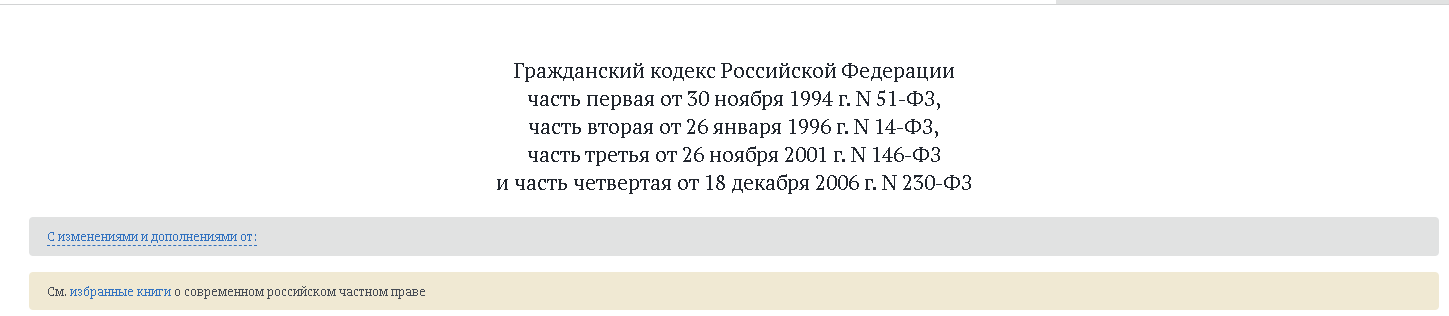 Гражданский кодекс Российской Федерации
часть первая от 30 ноября 1994 г. N 51-ФЗ,
часть вторая от 26 января 1996 г. N 14-ФЗ,
часть третья от 26 ноября 2001 г. N 146-ФЗ
и часть четвертая от 18 декабря 2006 г. N 230-ФЗ
С изменениями и дополнениями от:
См. избранные книги о современном российском частном праве